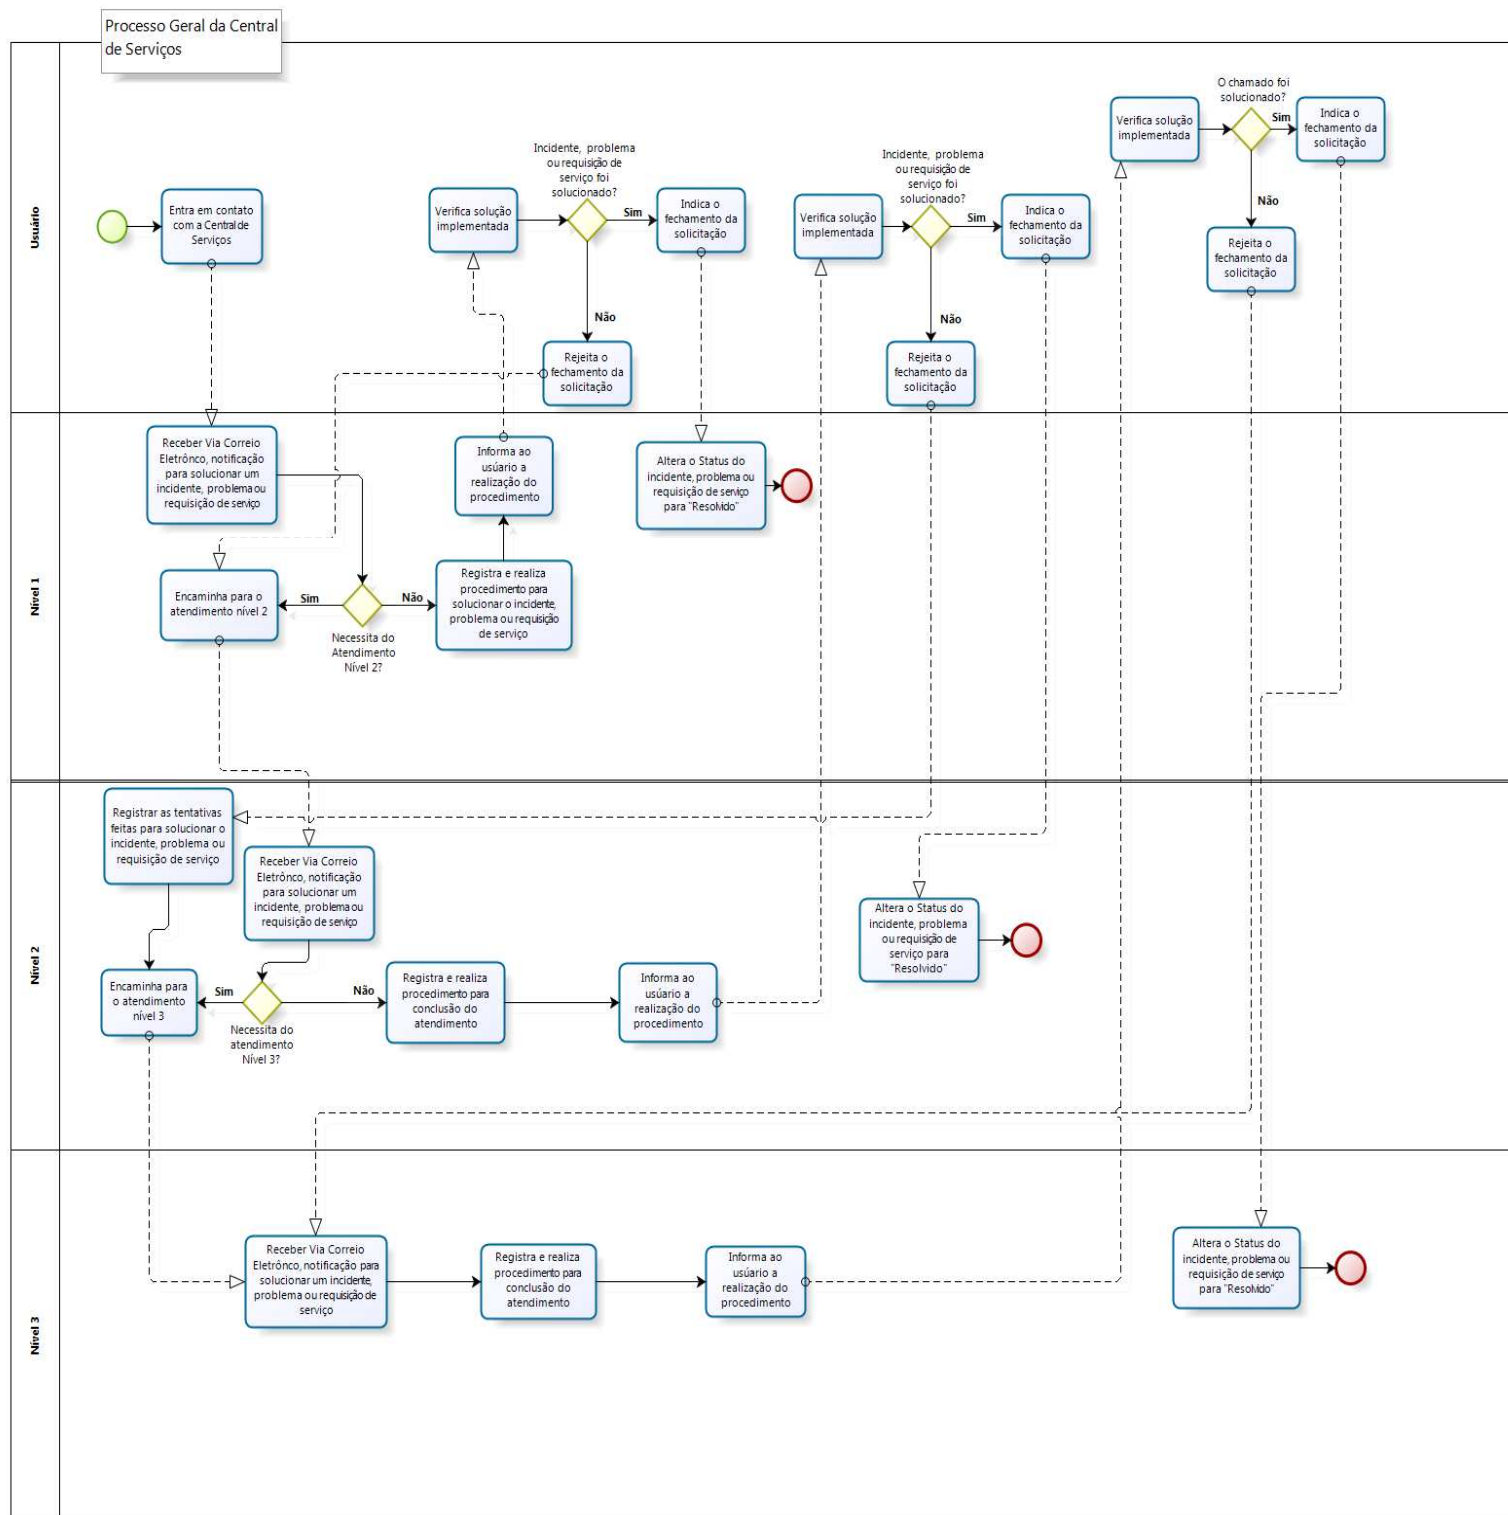 Processo Geral da Central
de Serviços
Usuário
Entra em contato
com a Central de
Serviços
Verifica solução
implementada
Incidente, problema
ou requisição de
serviço foi
solucionado?
Sim
Indica o
fechamento da
solicitação
Não
Rejeita o
fechamento da
solicitação
Verifica solução
implementada
Incidente, problema
ou requisição de
serviço foi
solucionado?
Sim
Indica o
fechamento da
solicitação
Não
Rejeita o
fechamento da
solicitação
Verifica solução
implementada
O chamado foi
solucionado?
Sim
Indica o
fechamento da
solicitação
Não
Rejeita o
fechamento da
solicitação
Nível 1
Receber Via Correio
Eletrônco, notificação
para solucionar um
incidente, problema ou
requisição de serviço
Informa ao
usúario a
realização do
procedimento
Altera o Status do
incidente, problema ou
requisição de serviço
para "Resolvido"
Encaminha para o
atendimento nível 2
Sim
Não
Necessita do
Atendimento
Nível 2?
Registra e realiza
procedimento para
solucionar o incidente,
problema ou requisição
de serviço
Nível 2
Registrar as tentativas
feitas para solucionar o
incidente, problema ou
requisição de serviço
Receber Via Correio
Eletrônco, notificação
para solucionar um
incidente, problema ou
requisição de serviço
Altera o Status do
incidente, problema
ou requisição de
serviço para
"Resolvido"
Encaminha para
o atendimento
nível 3
Sim
Não
Necessita do
atendimento
Nível 3?
Registra e realiza
procedimento para
conclusão do
atendimento
Informa ao
usúario a
realização do
procedimento
Nível 3
Receber Via Correio
Eletrônco, notificação para
solucionar um incidente,
problema ou requisição de
serviço
Registra e realiza
procedimento para
conclusão do
atendimento
Informa ao
usúario a
realização do
procedimento
Altera o Status do
incidente, problema ou
requisição de serviço
para "Resolvido"